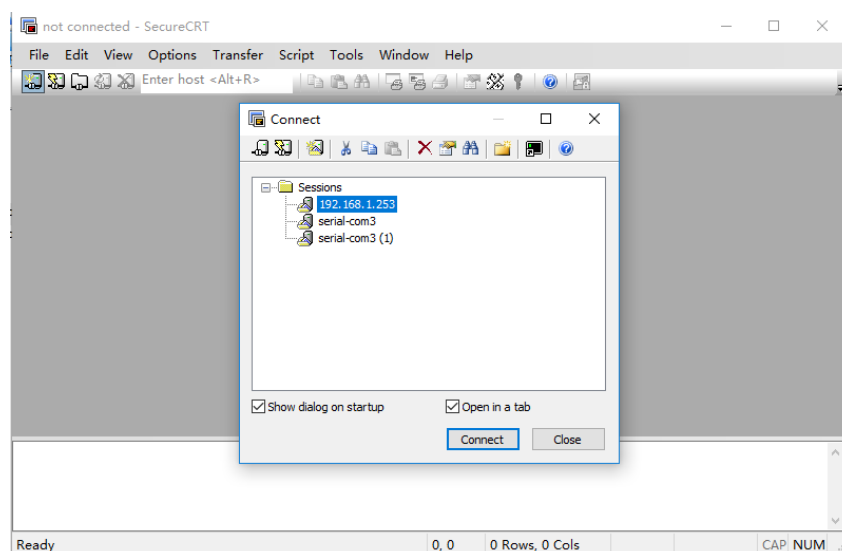 not connected - SecureCRT
File Edit View Options Transfer Script Tools Window Help
Enter host <Alt+R>
Connect
Sessions
192.168.1.253
serial-com3
serial-com3 (1)
Show dialog on startup
Open in a tab
Connect
Close
Ready
0, 0
0 Rows, 0 Cols
CAP NUM